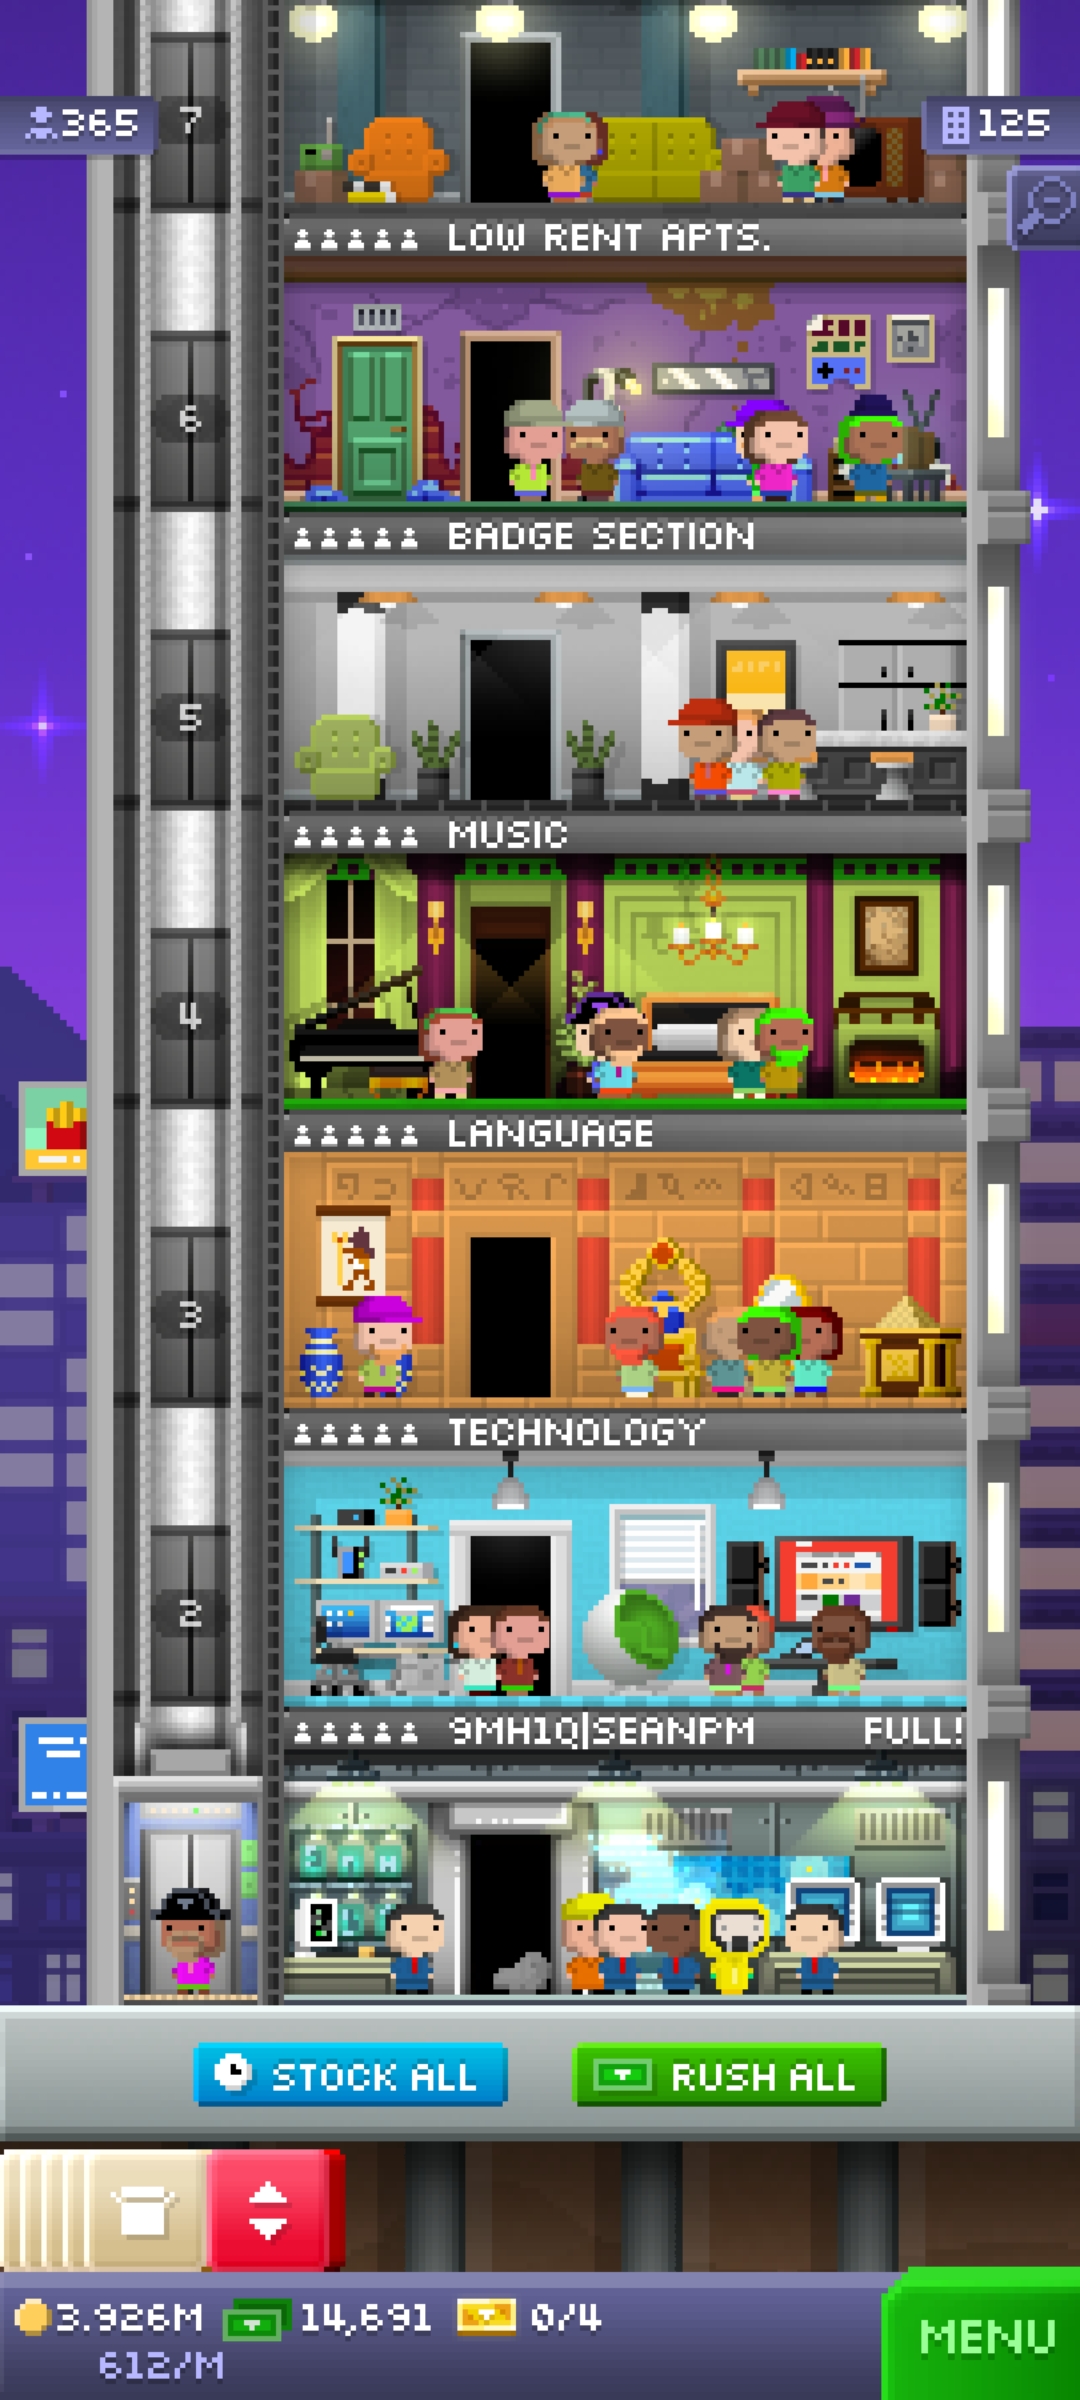 365
7
125
LOW RENT APTS.
6
BADGE SECTION
5
MUSIC
4
LANGUAGE
3
TECHNOLOGY
2
9MH1Q|SEANPM FULL!
STOCK ALL
RUSH ALL
3.926M 14,691 0/4
612/M
MENU